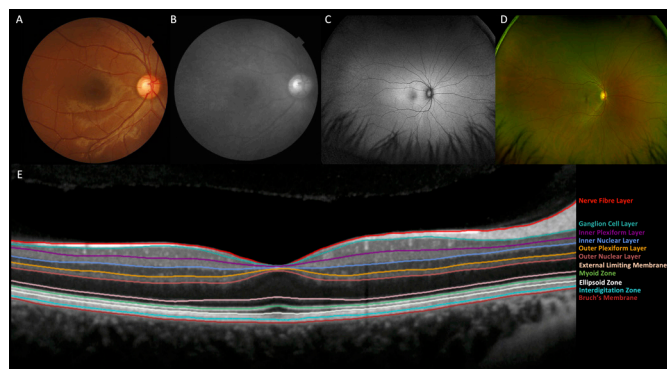 A
B
C
D
E
Nerve Fibre Layer
Ganglion Cell Layer
Inner Plexiform Layer
Inner Nuclear Layer
Outer Plexiform Layer
Outer Nuclear Layer
External Limiting Membrane
Myoid Zone
Ellipsoid Zone
Interdigitation Zone
Bruch's Membrane